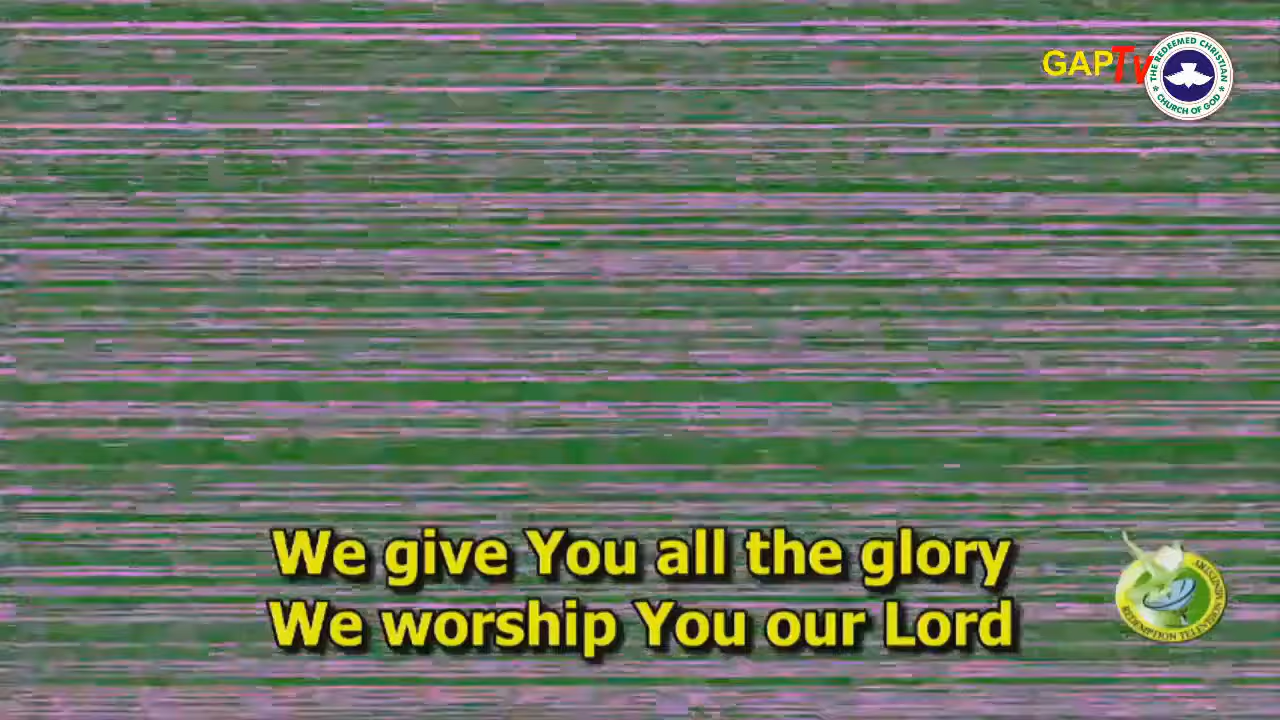 GAPTV
THE REDEEMED CHRISTIAN
CHURCH OF GOD
We give You all the glory
We worship You our Lord
REDEMPTION TELEVISION MINISTRY